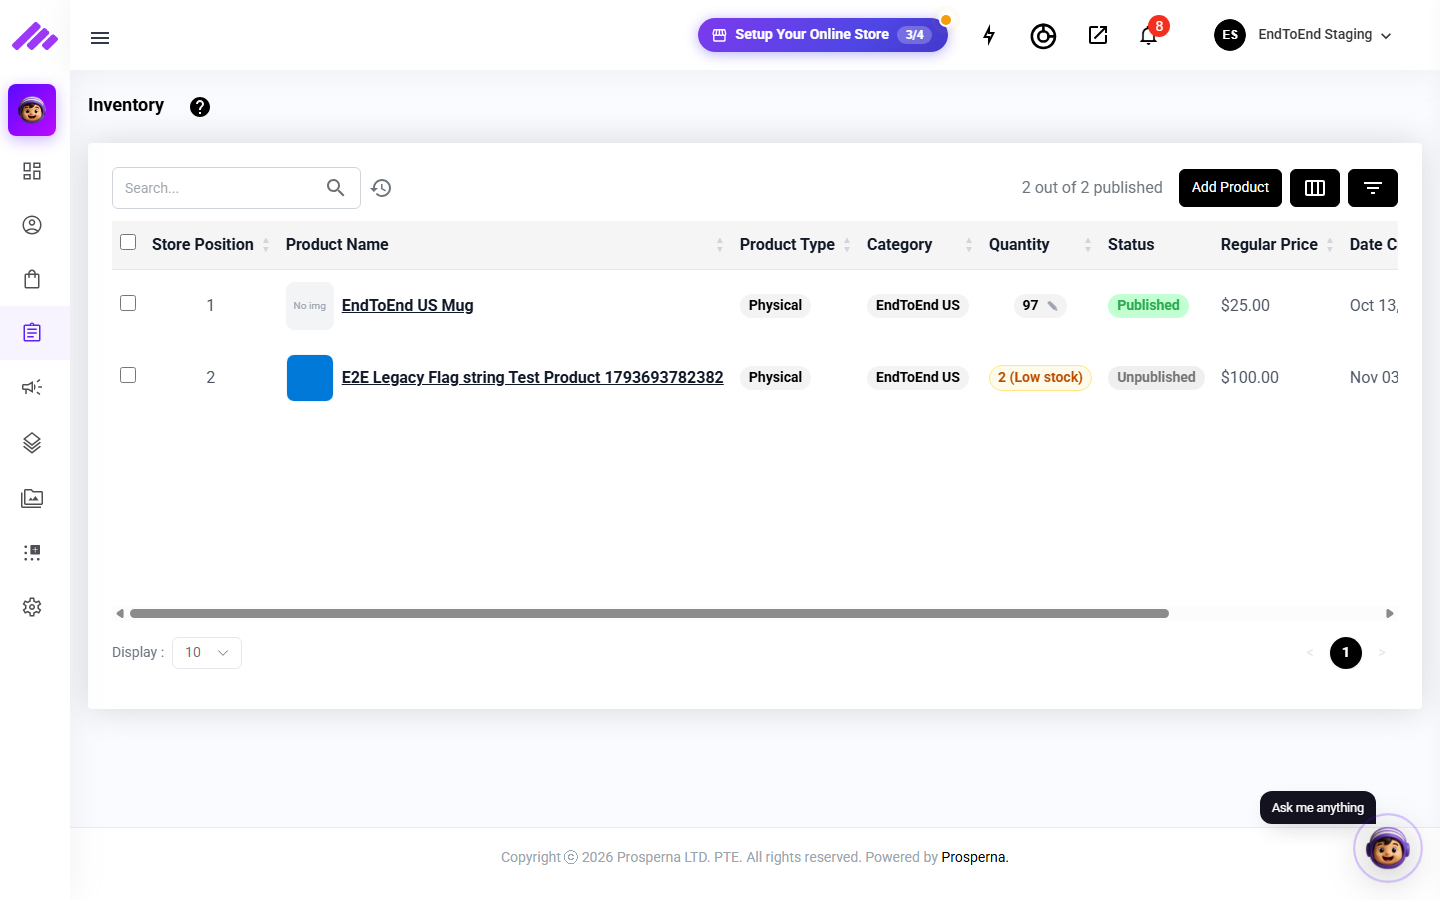 Setup Your Online Store 3/4
8
ES EndToEnd Staging
Inventory ?
Search...
2 out of 2 published
Add Product
Store Position Product Name Product Type Category Quantity Status Regular Price Date C
1 No img EndToEnd US Mug Physical EndToEnd US 97 Published $25.00 Oct 13,
2 E2E Legacy Flag string Test Product 1793693782382 Physical EndToEnd US 2 (Low stock) Unpublished $100.00 Nov 03
Display : 10
< 1 >
Ask me anything
Copyright © 2026 Prosperna LTD. PTE. All rights reserved. Powered by Prosperna.